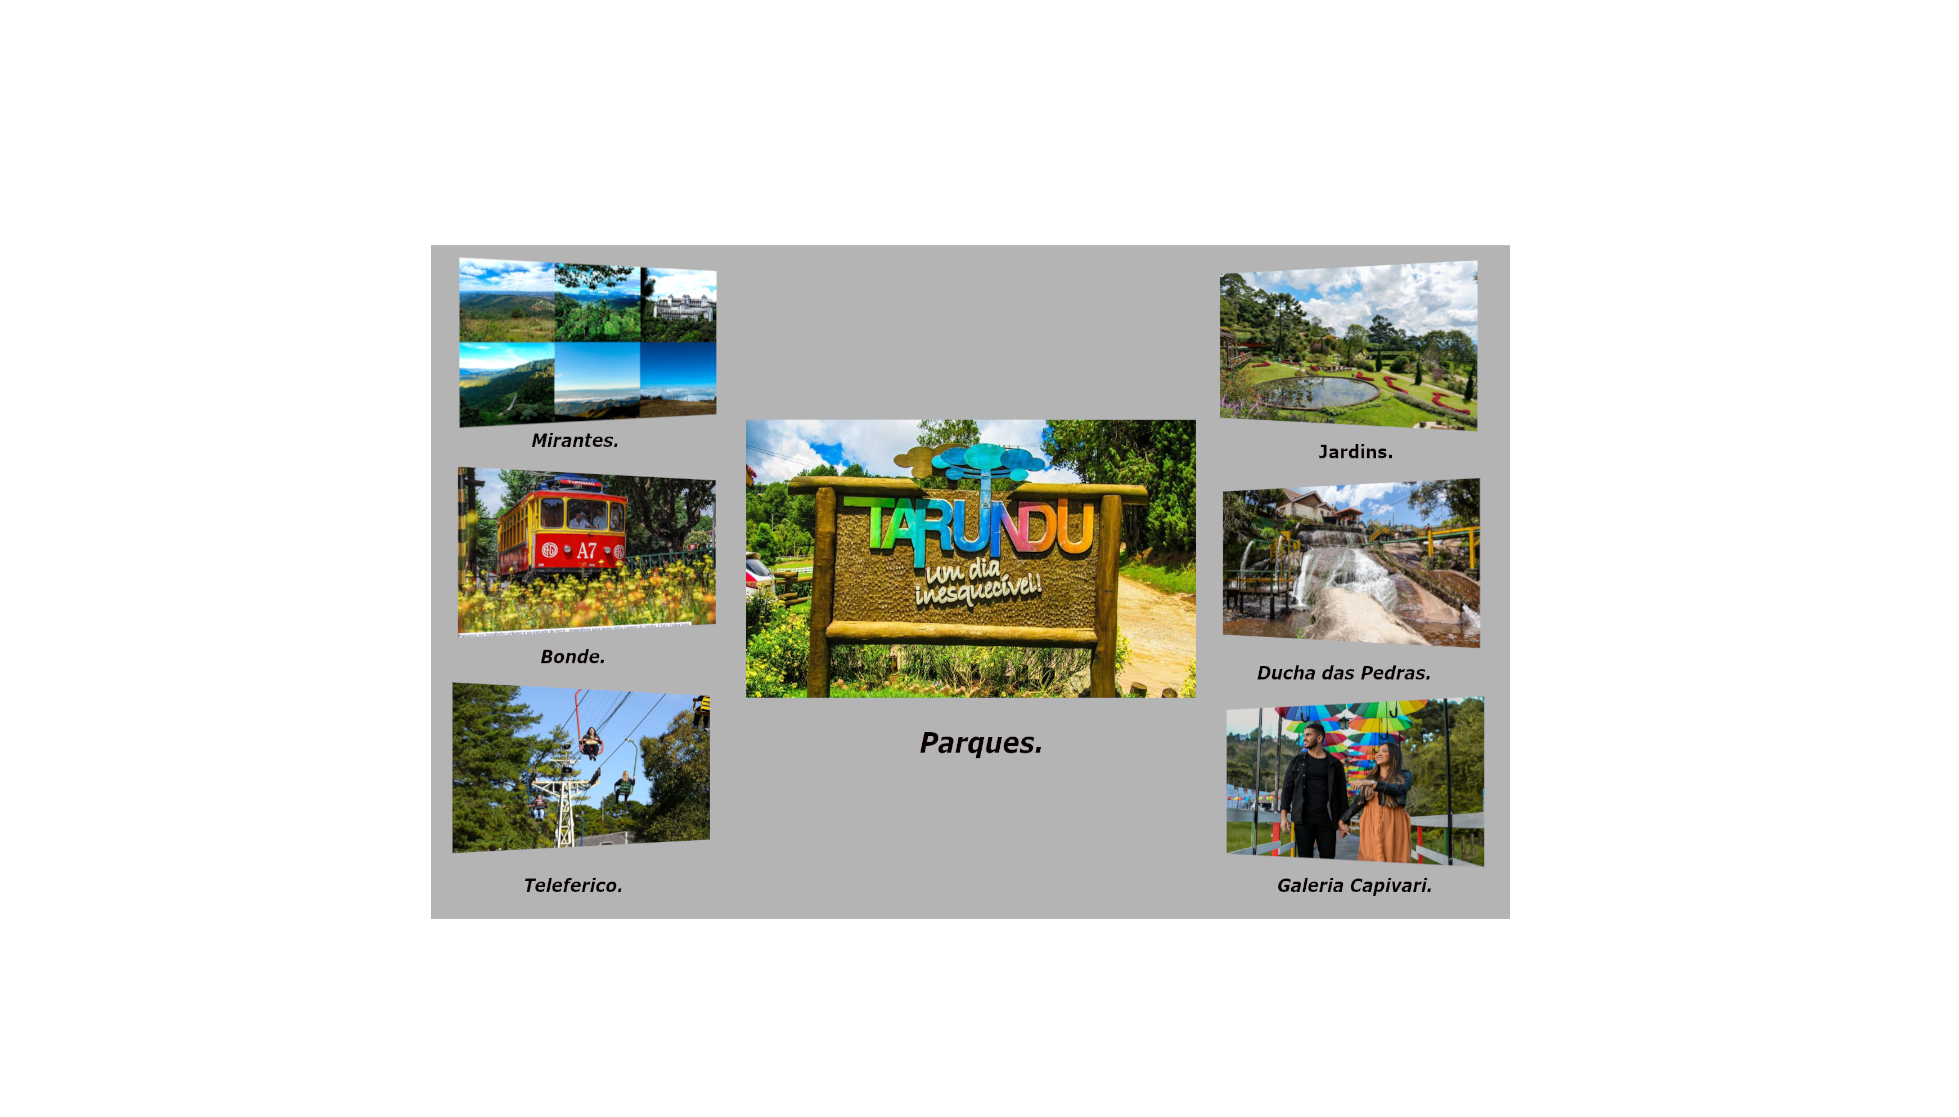 Mirantes.
A7
Bonde.
Teleferico.
TARUNDU
um dia
inesquecível!
Parques.
Jardins.
Ducha das Pedras.
Galeria Capivari.